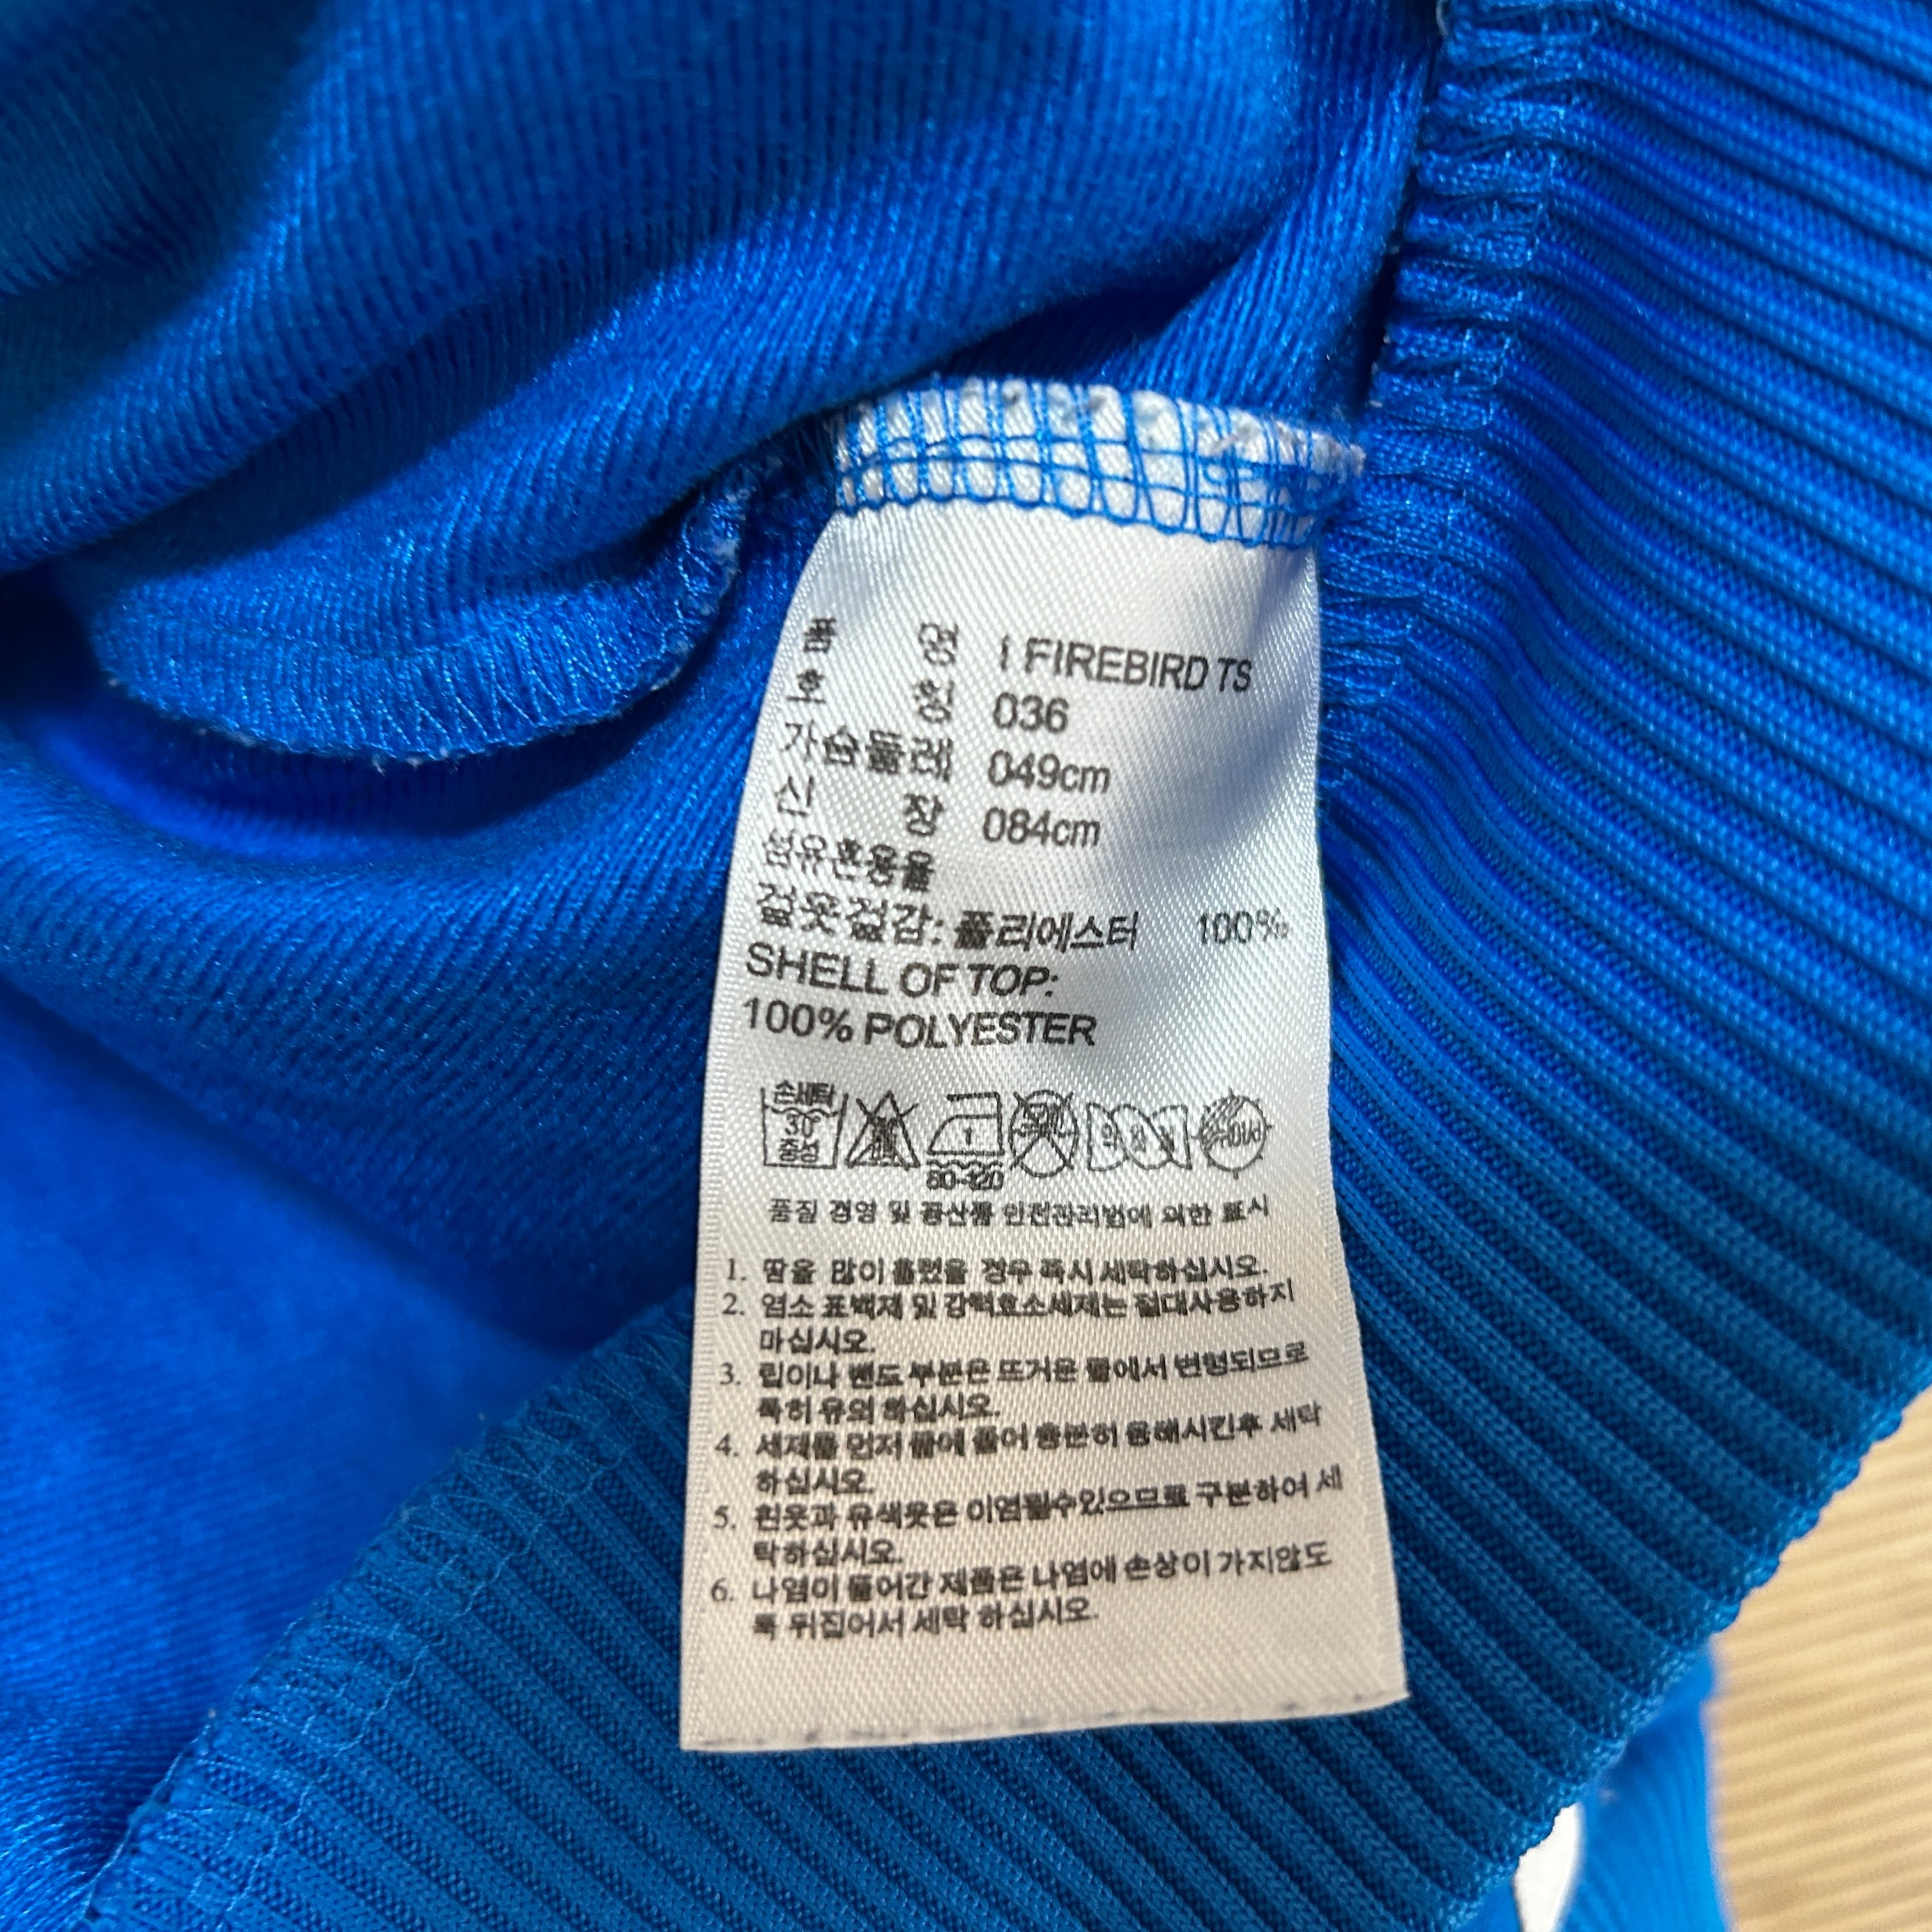 품 명 I FIREBIRD TS
호 칭 036
가슴둘레 049cm
신 장 084cm
섬유혼용율
겉옷겉감: 폴리에스터 100%
SHELL OF TOP:
100% POLYESTER
손세탁
30°
중성
80-120
품질 경영 및 공산품 안전관리법에 의한 표시
1. 땀을 많이 흘렸을 경우 즉시 세탁하십시오.
2. 염소 표백제 및 강력효소세제는 절대사용하지
마십시오.
3. 립이나 밴드 부분은 뜨거운 물에서 변형되므로
특히 유의 하십시오.
4. 세제를 먼저 물에 풀어 충분히 용해시킨후 세탁
하십시오.
5. 흰옷과 유색옷은 이염될수있으므로 구분하여 세
탁하십시오.
6. 나염이 들어간 제품은 나염에 손상이 가지않도
록 뒤집어서 세탁 하십시오.